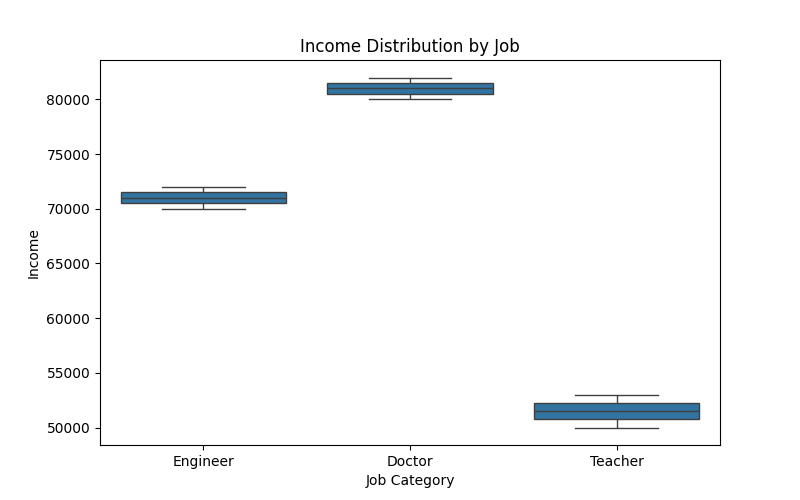 Income Distribution by Job
80000
75000
70000
65000
60000
55000
50000
Income
Engineer
Doctor
Teacher
Job Category